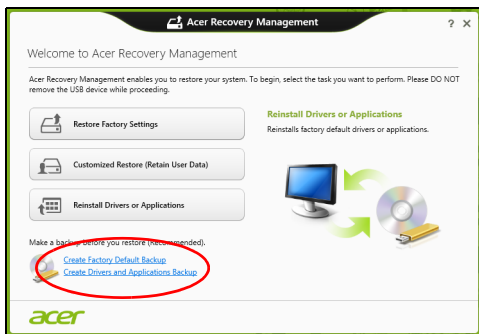 Acer Recovery Management
? X
Welcome to Acer Recovery Management
Acer Recovery Management enables you to restore your system. To begin, select the task you want to perform. Please DO NOT
remove the USB device while proceeding.
Restore Factory Settings
Customized Restore (Retain User Data)
Reinstall Drivers or Applications
Reinstall Drivers or Applications
Reinstalls factory default drivers or applications.
Make a backup before you restore (Recommended).
Create Factory Default Backup
Create Drivers and Applications Backup
acer